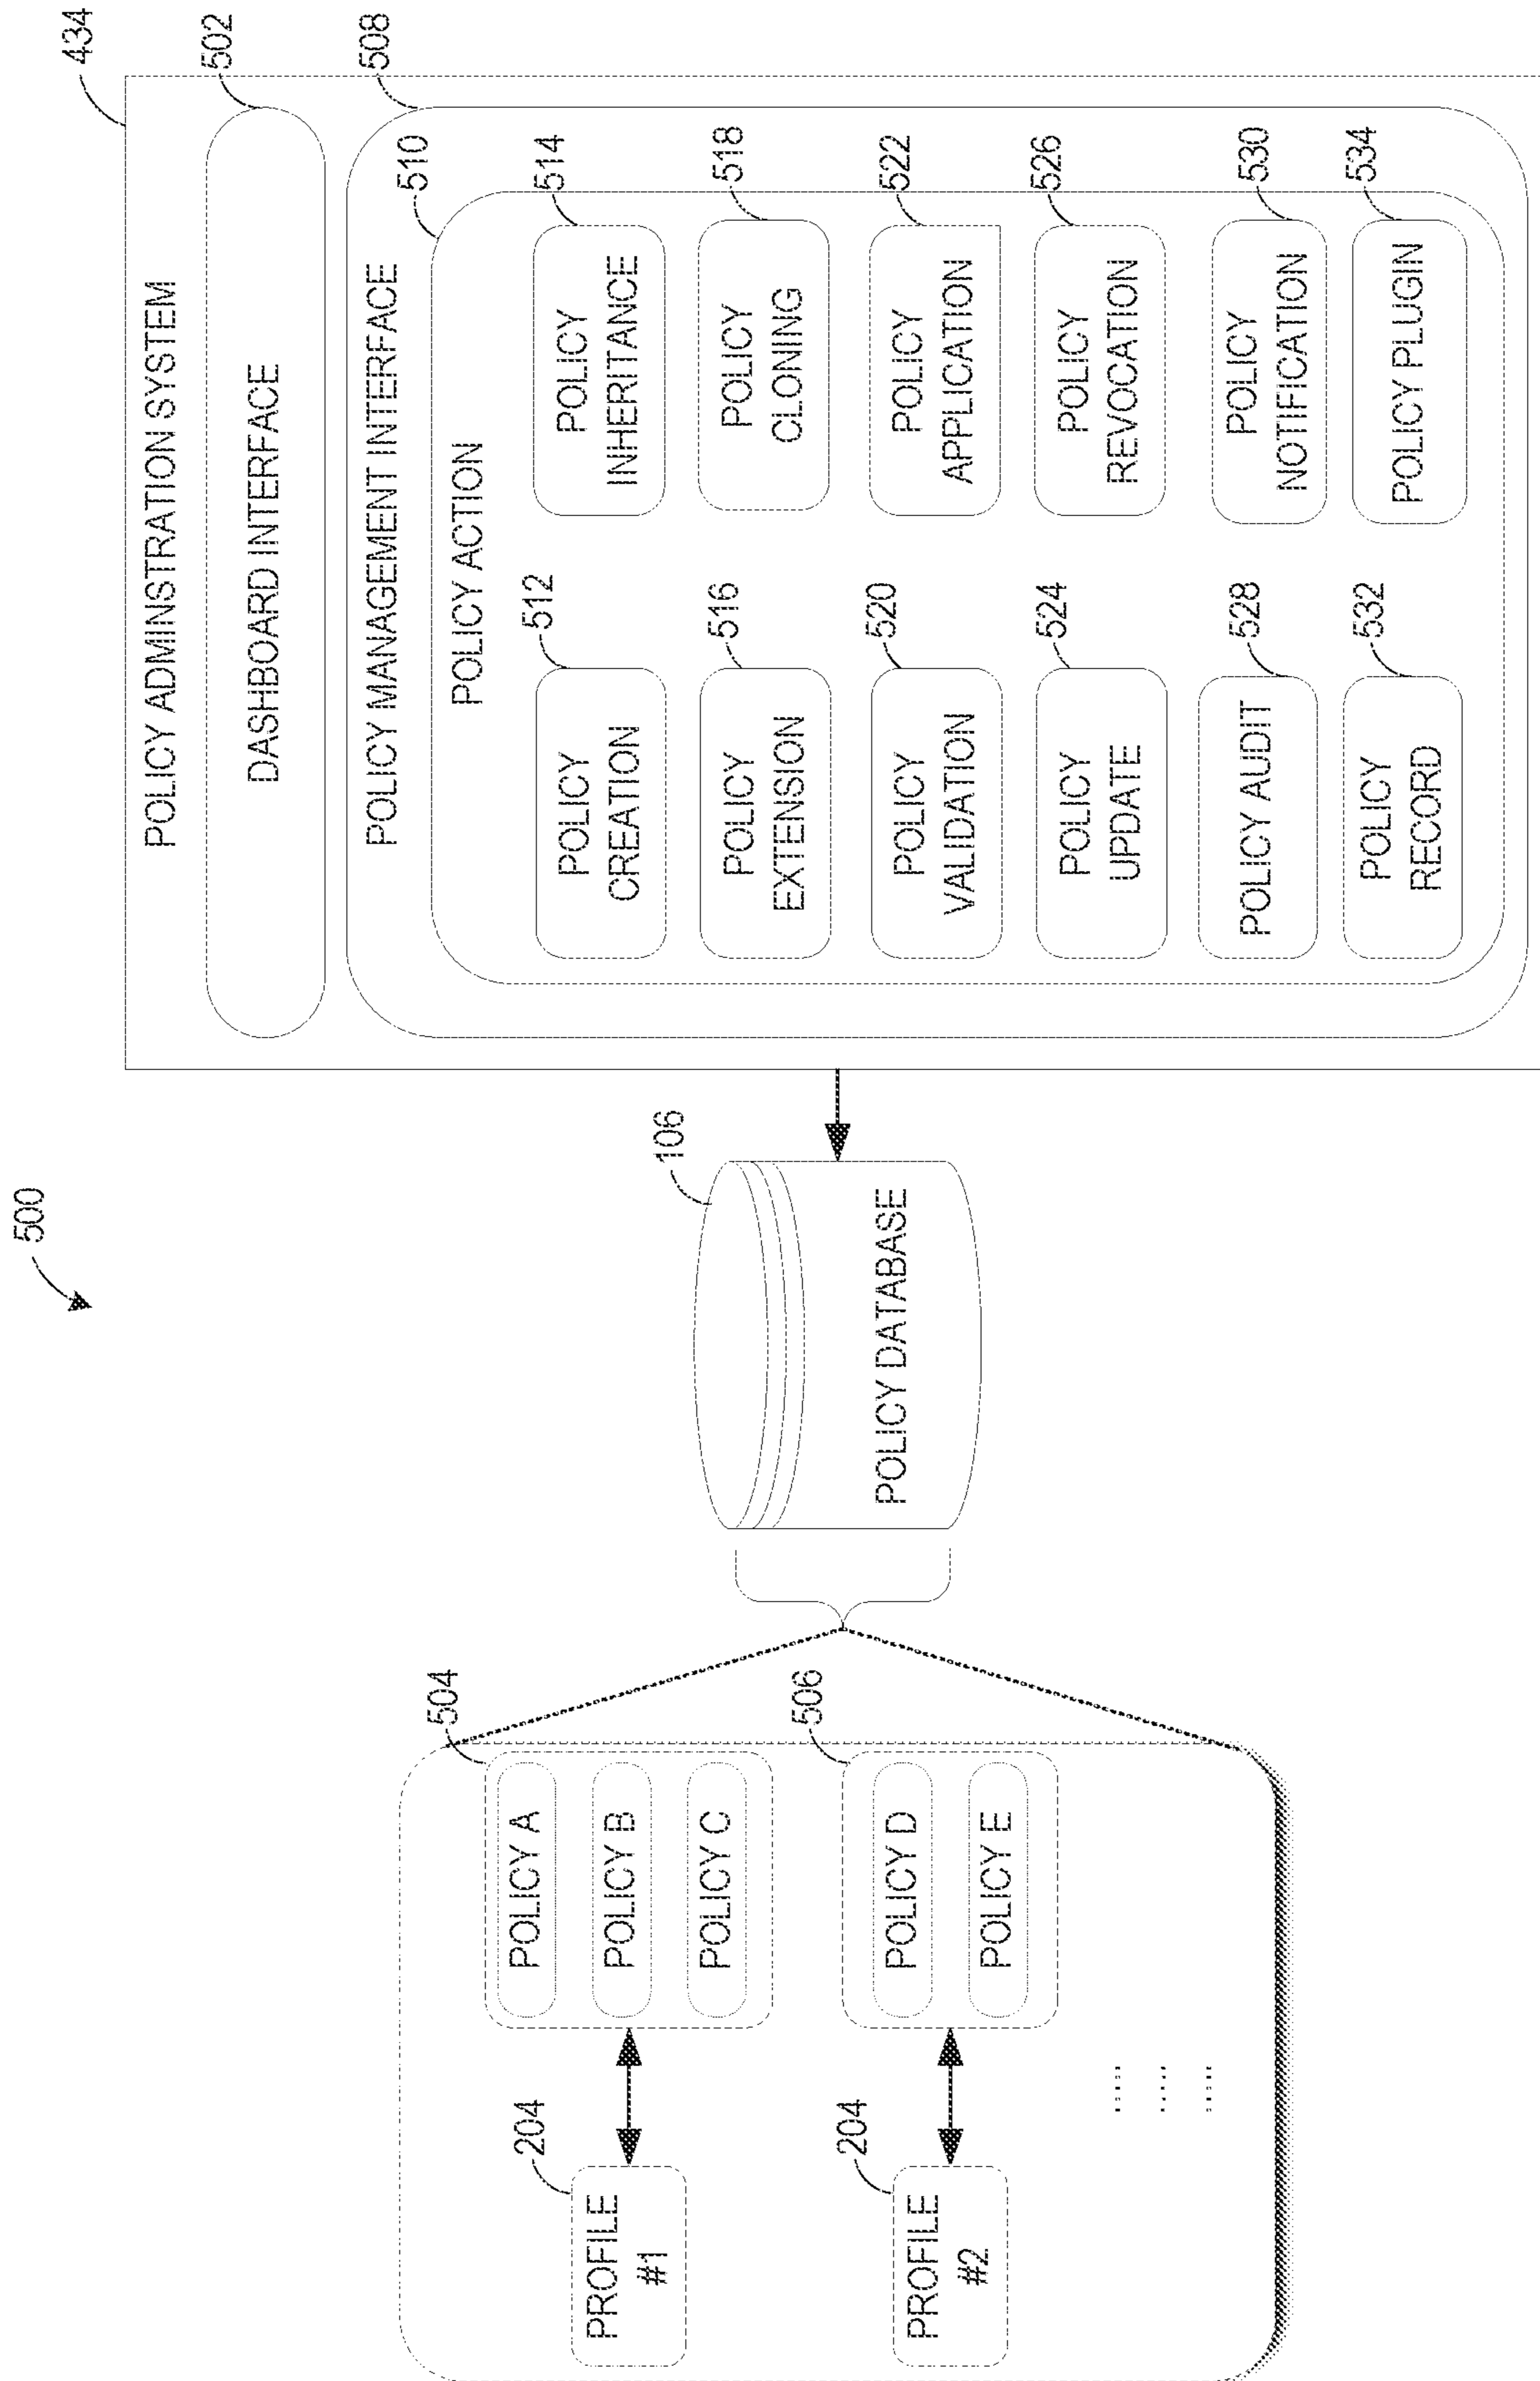 500
434
POLICY ADMINSTRATION SYSTEM
502
DASHBOARD INTERFACE
508
POLICY MANAGEMENT INTERFACE
510
POLICY ACTION
512
POLICY
CREATION
514
POLICY
INHERITANCE
516
POLICY
EXTENSION
518
POLICY
CLONING
520
POLICY
VALIDATION
522
POLICY
APPLICATION
524
POLICY
UPDATE
526
POLICY
REVOCATION
528
POLICY AUDIT
530
POLICY
NOTIFICATION
532
POLICY
RECORD
534
POLICY PLUGIN
106
POLICY DATABASE
204
PROFILE
#1
504
POLICY A
POLICY B
POLICY C
204
PROFILE
#2
506
POLICY D
POLICY E